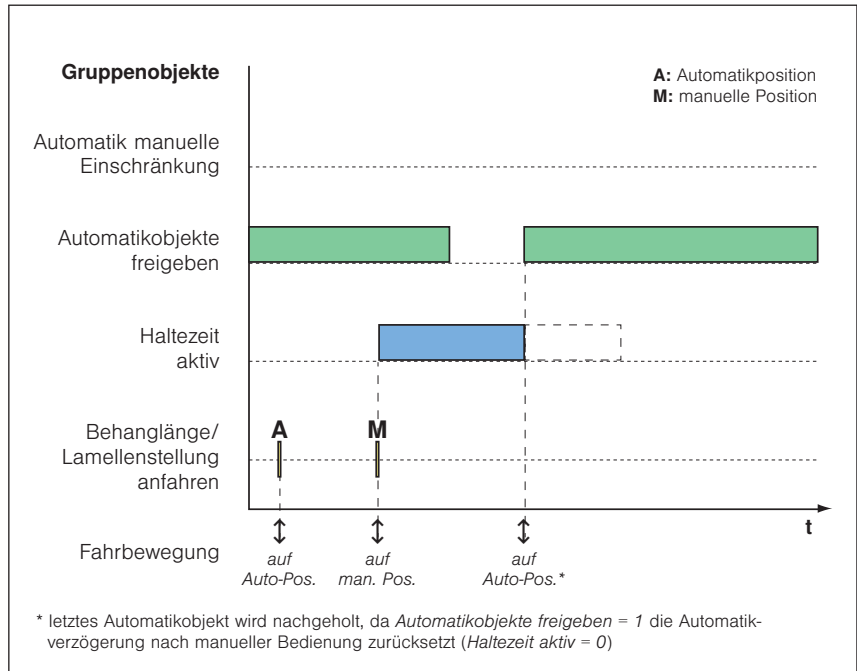 Gruppenobjekte
A: Automatikposition
M: manuelle Position
Automatik manuelle
Einschränkung
Automatikobjekte
freigeben
Haltezeit
aktiv
Behanglänge/
Lamellenstellung
anfahren
A
M
t
Fahrbewegung
auf
Auto-Pos.
auf
man. Pos.
auf
Auto-Pos.*
* letztes Automatikobjekt wird nachgeholt, da Automatikobjekte freigeben = 1 die Automatik-
verzögerung nach manueller Bedienung zurücksetzt (Haltezeit aktiv = 0)